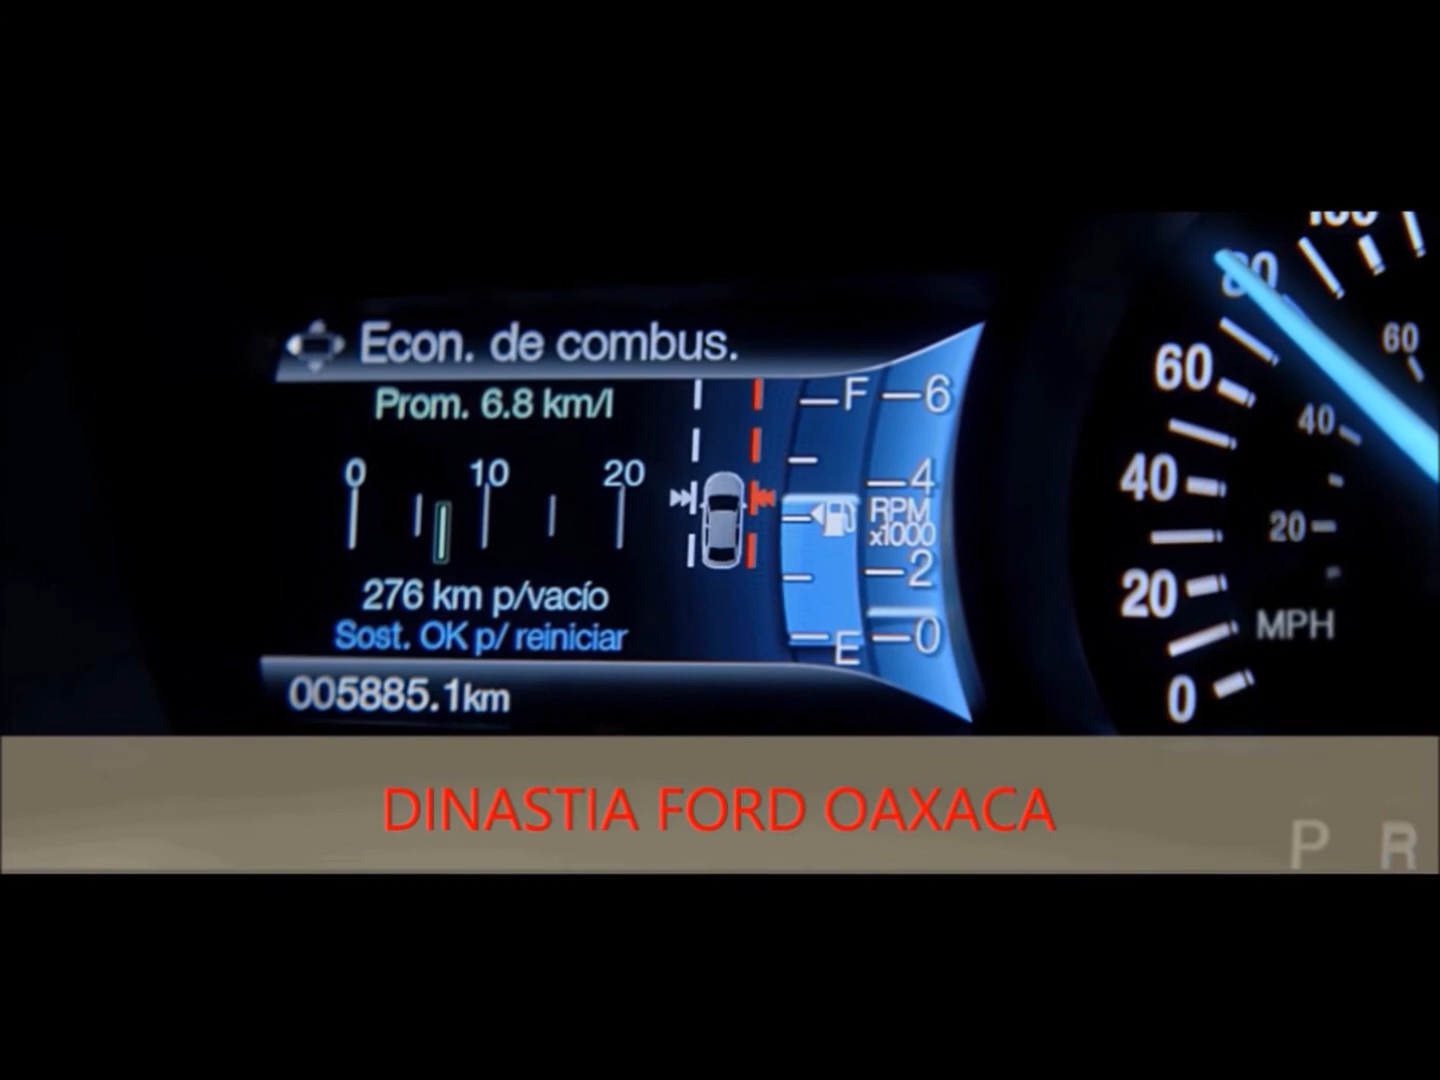 Econ. de combus.
Prom. 6.8 km/l
0 10 20
276 km p/vacío
Sost. OK p/ reiniciar
005885.1km
F
E
6
4
RPM
x1000
2
0
100
80
60
40
20
0
60
40
20
MPH
DINASTIA FORD OAXACA
P R